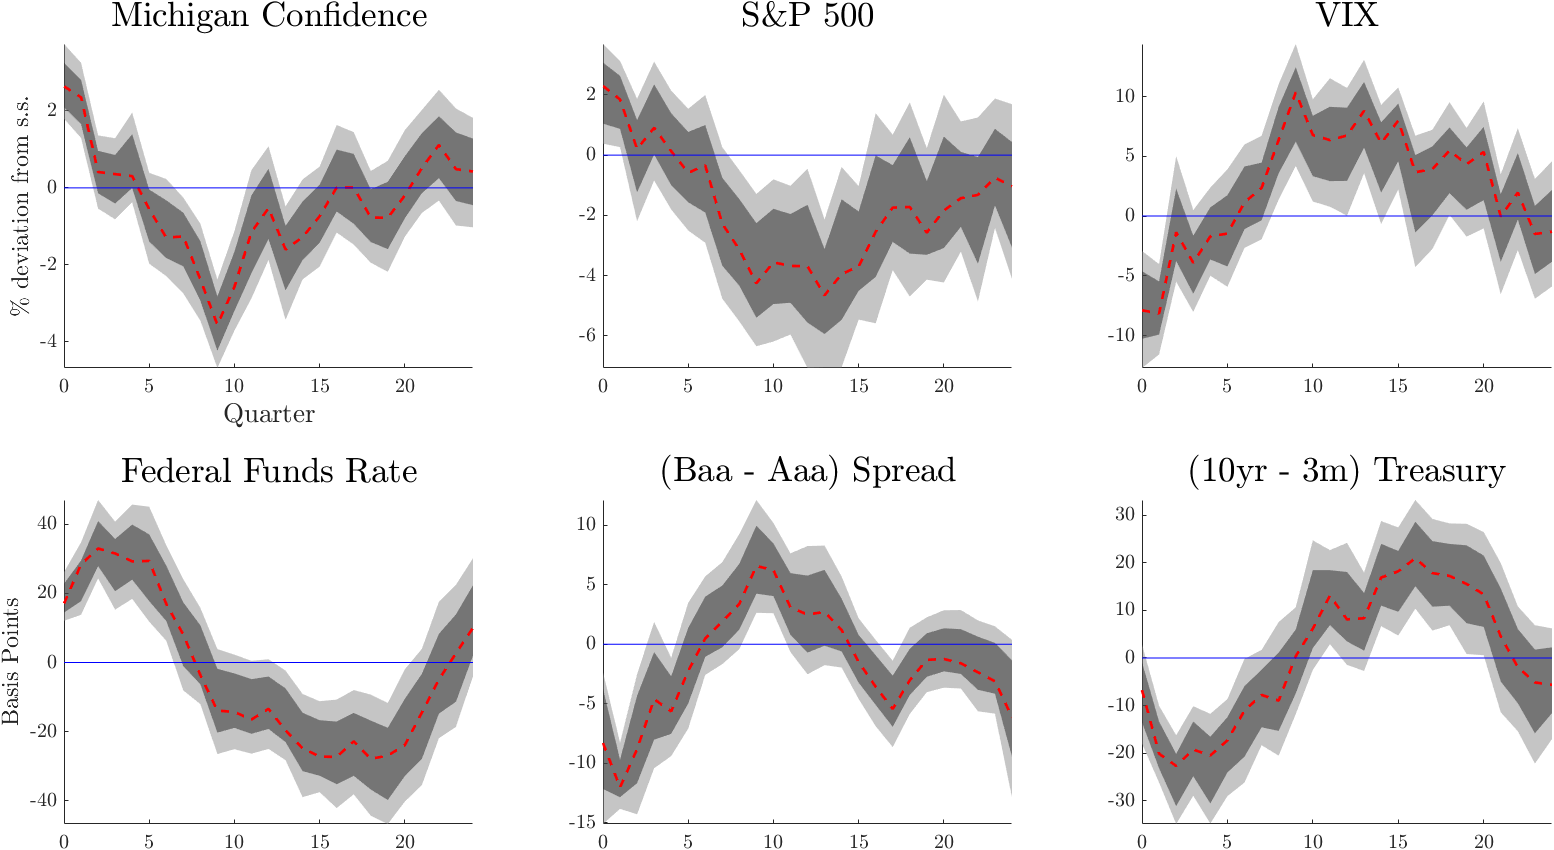 Michigan Confidence
% deviation from s.s.
2
0
-2
-4
0 5 10 15 20
Quarter
S&P 500
2
0
-2
-4
-6
0 5 10 15 20
VIX
10
5
0
-5
-10
0 5 10 15 20
Federal Funds Rate
Basis Points
40
20
0
-20
-40
0 5 10 15 20
(Baa - Aaa) Spread
10
5
0
-5
-10
-15
0 5 10 15 20
(10yr - 3m) Treasury
30
20
10
0
-10
-20
-30
0 5 10 15 20